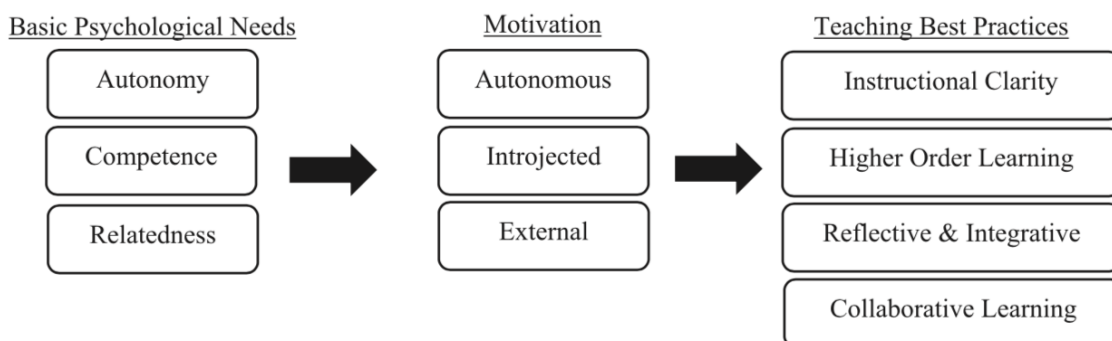 Basic Psychological Needs
Autonomy
Competence
Relatedness
Motivation
Autonomous
Introjected
External
Teaching Best Practices
Instructional Clarity
Higher Order Learning
Reflective & Integrative
Collaborative Learning